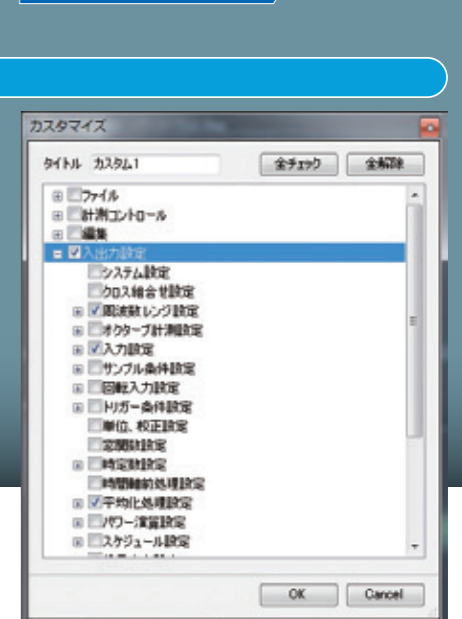 カスタマイズ
タイトル カスタム1 全チェック 全解除
ファイル
計測コントロール
編集
入出力設定
システム設定
クロス組合せ設定
周波数レンジ設定
オクターブ計測設定
入力設定
サンプル条件設定
回転入力設定
トリガー条件設定
単位、校正設定
窓関数設定
時定数設定
時間軸前処理設定
平均化処理設定
パワー演算設定
スケジュール設定
OK Cancel